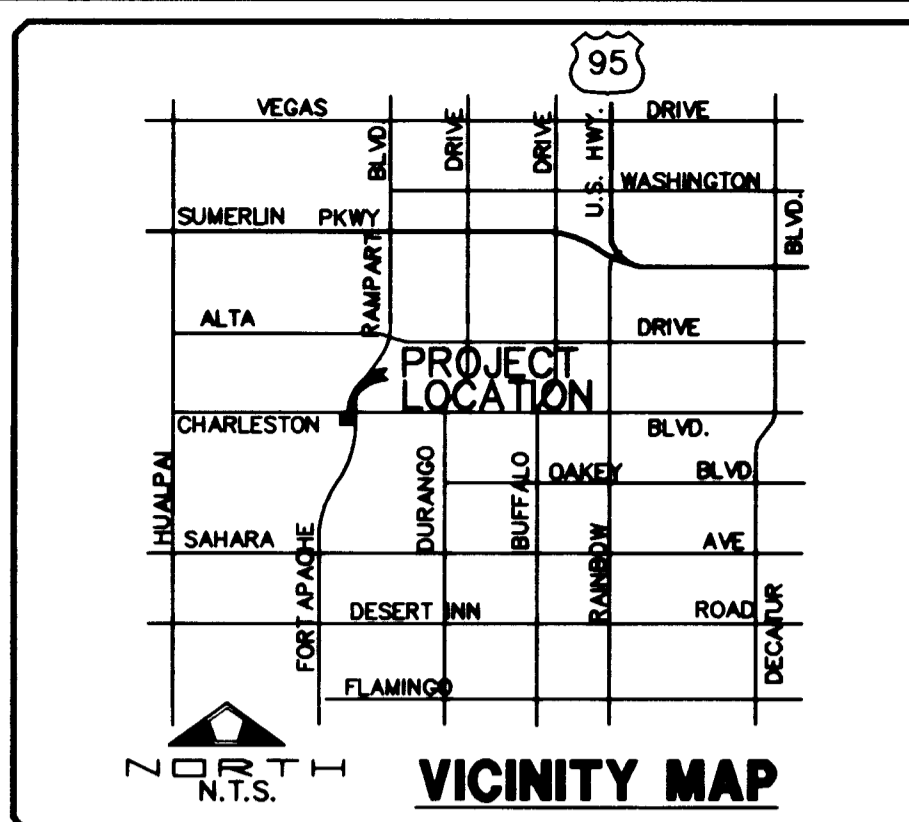 95
VEGAS
DRIVE
BLVD.
DRIVE
DRIVE
U.S. HWY.
WASHINGTON
BLVD.
SUMERLIN PKWY
RAMPART
ALTA
DRIVE
PROJECT
LOCATION
CHARLESTON
BLVD.
HUALPAI
DURANGO
BUFFALO
OAKEY
BLVD
SAHARA
AVE
FORT APACHE
RAINBOW
DESERT INN
ROAD
DECATUR
FLAMINGO
NORTH
N.T.S.
VICINITY MAP